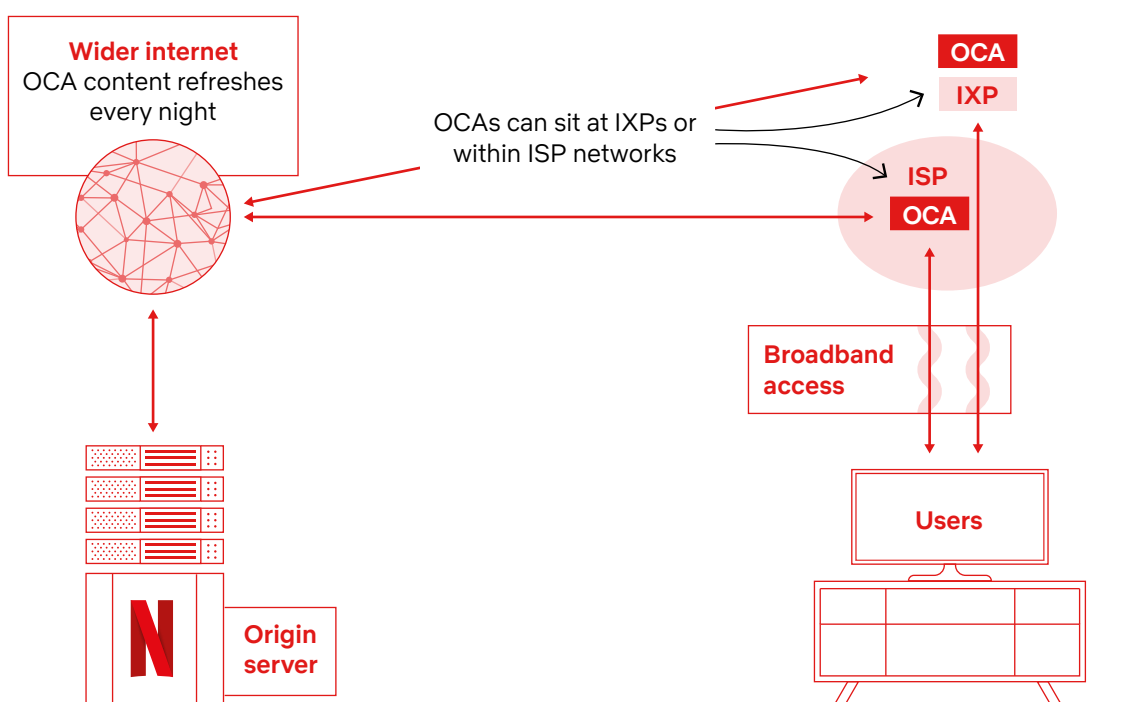 Wider internet
OCA content refreshes
every night
OCAs can sit at IXPs or
within ISP networks
OCA
IXP
ISP
OCA
Broadband
access
Users
N
Origin
server